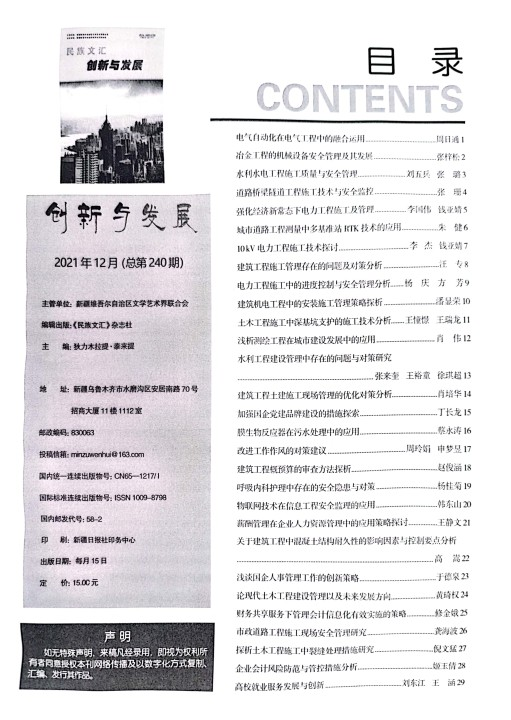 民族文汇
创新与发展
创新与发展
2021年12月(总第240期)
主管单位：新疆维吾尔自治区文学艺术界联合会
编辑出版：《民族文汇》杂志社
主 编：狄力木拉提·泰来提
地 址：新疆乌鲁木齐市水磨沟区安居南路70号
招商大厦11楼1112室
邮政编码：830063
投稿信箱：minzuwenhui@163.com
国内统一连续出版物号：CN65-1217/I
国际标准连续出版物号：ISSN 1009-8798
国内邮发代号：58-2
印 刷：新疆日报社印务中心
出版日期：每月15日
定 价：15.00元
声明
如无特殊声明，来稿凡经录用，即视为权利所
有者同意授权本刊网络传播及以数字化方式复制、
汇编、发行其作品。
目录
CONTENTS
电气自动化在电气工程中的融合运用 周日通 1
冶金工程的机械设备安全管理及其发展 张梓松 2
水利水电工程施工质量与安全管理 刘五兵 张 璐 3
道路桥梁隧道工程施工技术与安全监控 张 珊 4
强化经济新常态下电力工程施工及管理 李国伟 钱亚婧 5
城市道路工程测量中多基准站RTK技术的应用 朱 健 6
10kV电力工程施工技术探讨 李 杰 钱亚婧 7
建筑工程施工管理存在的问题及对策分析 汪 专 8
电力工程施工中的进度控制与安全管理分析 杨 庆 方 芳 9
建筑机电工程中的安装施工管理策略探析 潘显荣 10
土木工程施工中深基坑支护的施工技术分析 王憧憬 王瑞龙 11
浅析测绘工程在城市建设发展中的应用 肖 伟 12
水利工程建设管理中存在的问题与对策研究
张来奎 王裕童 徐琪超 13
建筑工程土建施工现场管理的优化对策分析 肖培华 14
加强国企党建品牌建设的措施探索 丁长龙 15
膜生物反应器在污水处理中的应用 蔡永涛 16
改进工作作风的对策建议 周玲娟 申梦昱 17
建筑工程概预算的审查方法探析 赵俊涵 18
呼吸内科护理中存在的安全隐患与对策 杨桂菊 19
物联网技术在信息工程安全监理的应用 韩东山 20
薪酬管理在企业人力资源管理中的应用策略探讨 王静文 21
关于建筑工程中混凝土结构耐久性的影响因素与控制要点分析
高 嵩 22
浅谈国企人事管理工作的创新策略 于德泉 23
论现代土木工程建设管理以及未来发展方向 黄琦权 24
财务共享服务下管理会计信息化有效实施的策略 修金娥 25
市政道路工程施工现场安全管理研究 龚海波 26
探析土木工程施工中裂缝处理措施研究 倪文猛 27
企业会计风险防范与管控措施分析 姬王倩 28
高校就业服务发展与创新 刘东江 王 涵 29